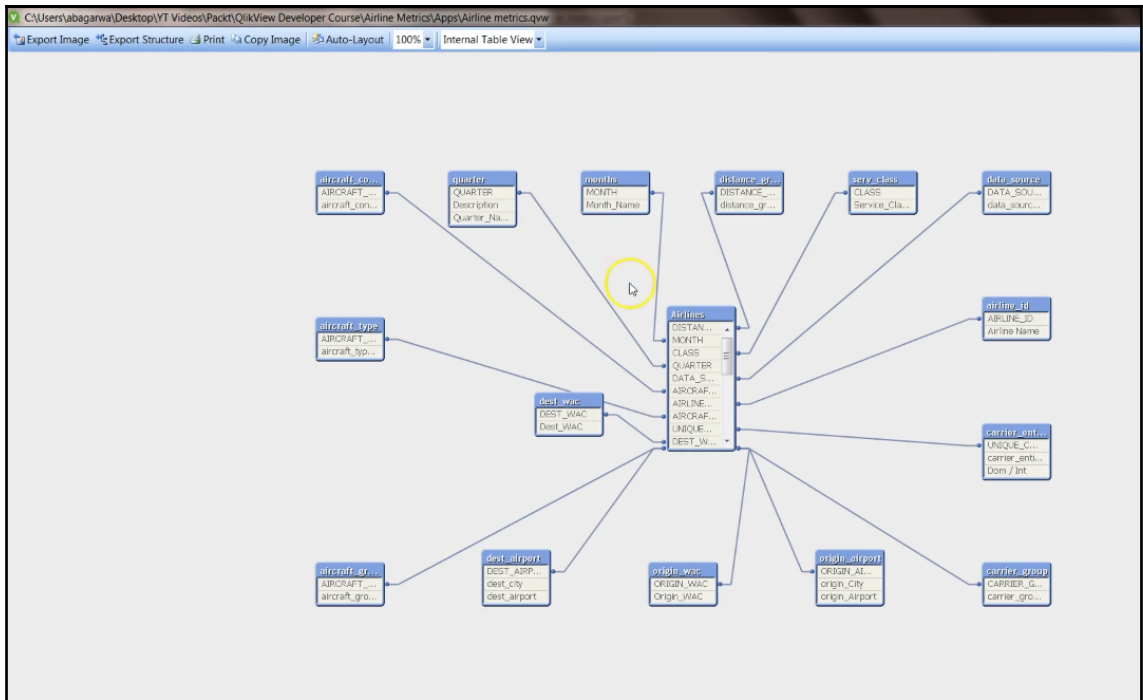 C:\Users\abagarwa\Desktop\YT Videos\Packt\QlikView Developer Course\Airline Metrics\Apps\Airline metrics.qvw
Export Image Export Structure Print Copy Image Auto-Layout 100% Internal Table View
aircraft_co...
AIRCRAFT_...
aircraft_con...
quarter
QUARTER
Description
Quarter_Na...
months
MONTH
Month_Name
distance_gr...
DISTANCE_...
distance_gr...
serv_class
CLASS
Service_Cla...
data_source
DATA_SOU...
data_sourc...
aircraft_type
AIRCRAFT_...
aircraft_typ...
Airlines
DISTAN...
MONTH
CLASS
QUARTER
DATA_S...
AIRCRAF...
AIRLINE...
AIRCRAF...
UNIQUE...
DEST_W...
airline_id
AIRLINE_ID
Airline Name
dest_wac
DEST_WAC
Dest_WAC
carrier_ent...
UNIQUE_C...
carrier_enti...
Dom / Int
aircraft_gr...
AIRCRAFT_...
aircraft_gro...
dest_airport
DEST_AIRP...
dest_city
dest_airport
origin_wac
ORIGIN_WAC
Origin_WAC
origin_airport
ORIGIN_AI...
origin_City
origin_Airport
carrier_group
CARRIER_G...
carrier_gro...